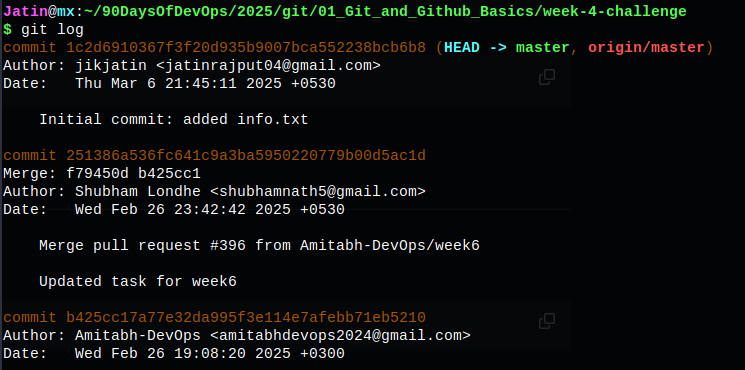 Jatin@mx:~/90DaysOfDevOps/2025/git/01_Git_and_Github_Basics/week-4-challenge
$ git log
commit 1c2d6910367f3f20d935b9007bca552238bcb6b8 (HEAD -> master, origin/master)
Author: jikjatin <jatinrajput04@gmail.com>
Date:   Thu Mar 6 21:45:11 2025 +0530

    Initial commit: added info.txt

commit 251386a536fc641c9a3ba5950220779b00d5ac1d
Merge: f79450d b425cc1
Author: Shubham Londhe <shubhamnath5@gmail.com>
Date:   Wed Feb 26 23:42:42 2025 +0530

    Merge pull request #396 from Amitabh-DevOps/week6

    Updated task for week6

commit b425cc17a77e32da995f3e114e7afebb71eb5210
Author: Amitabh-DevOps <amitabhdevops2024@gmail.com>
Date:   Wed Feb 26 19:08:20 2025 +0300